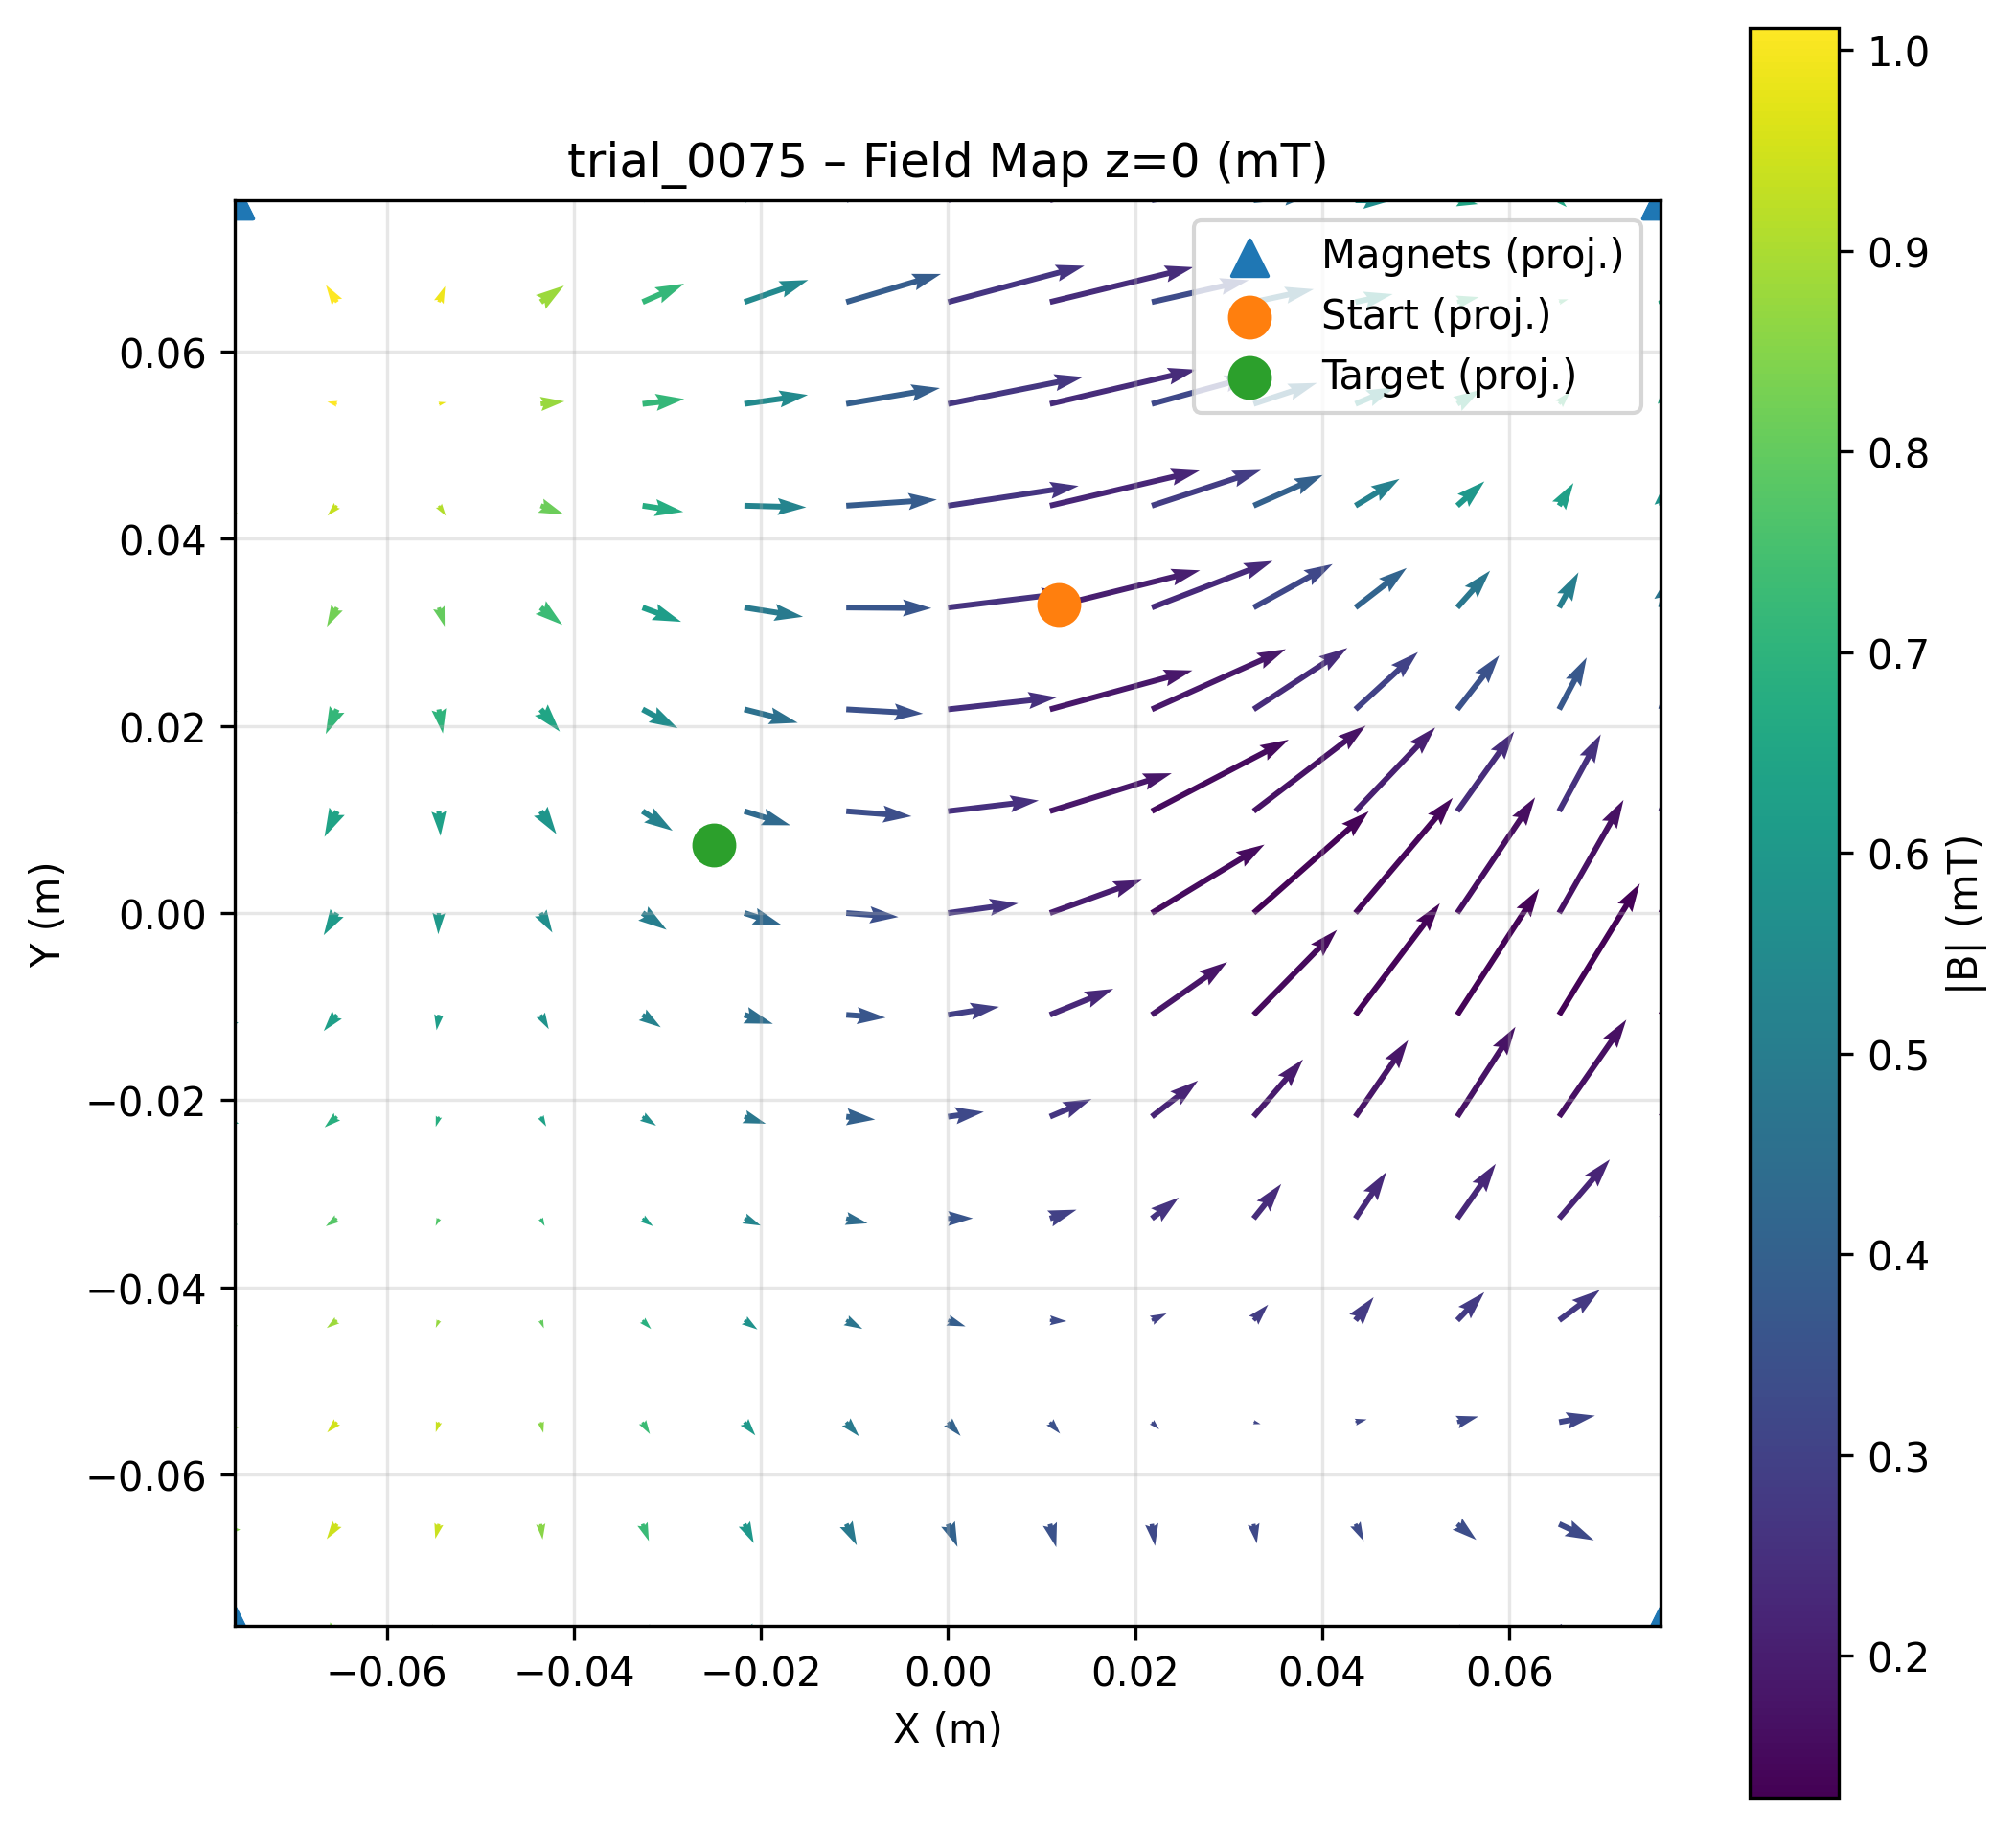 trial_0075 – Field Map z=0 (mT)
Magnets (proj.)
Start (proj.)
Target (proj.)
0.06
0.04
0.02
0.00
−0.02
−0.04
−0.06
Y (m)
−0.06 −0.04 −0.02 0.00 0.02 0.04 0.06
X (m)
1.0
0.9
0.8
0.7
0.6
0.5
0.4
0.3
0.2
|B| (mT)